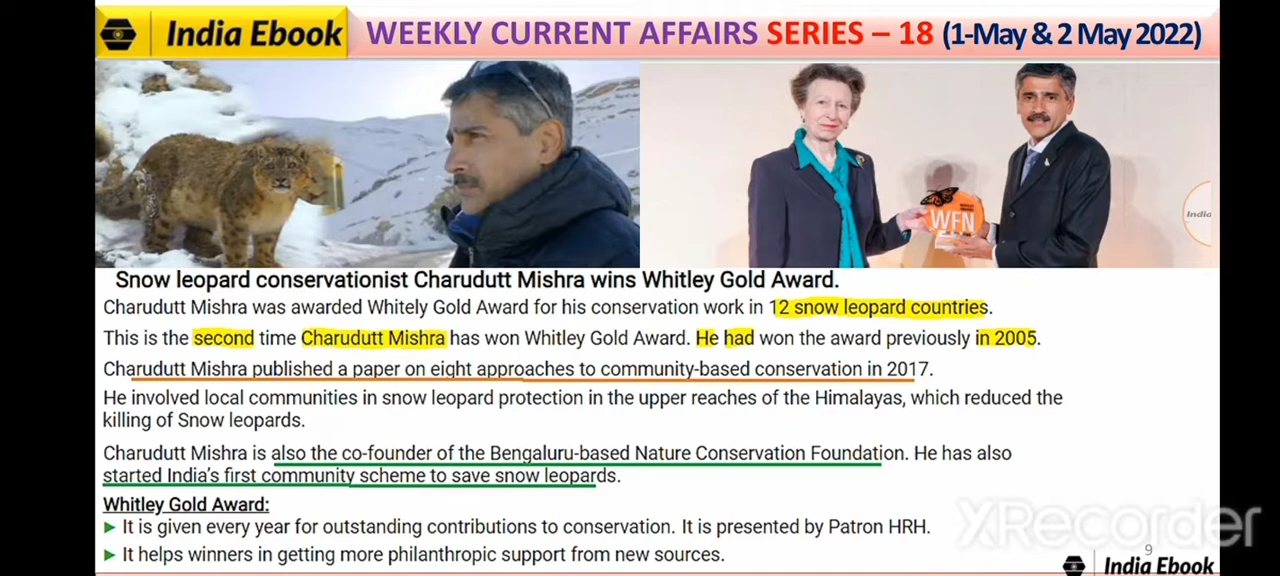 India Ebook
WEEKLY CURRENT AFFAIRS SERIES – 18 (1-May & 2 May 2022)
WFN
India
Snow leopard conservationist Charudutt Mishra wins Whitley Gold Award.
Charudutt Mishra was awarded Whitely Gold Award for his conservation work in 12 snow leopard countries.
This is the second time Charudutt Mishra has won Whitley Gold Award. He had won the award previously in 2005.
Charudutt Mishra published a paper on eight approaches to community-based conservation in 2017.
He involved local communities in snow leopard protection in the upper reaches of the Himalayas, which reduced the
killing of Snow leopards.
Charudutt Mishra is also the co-founder of the Bengaluru-based Nature Conservation Foundation. He has also
started India's first community scheme to save snow leopards.
Whitley Gold Award:
► It is given every year for outstanding contributions to conservation. It is presented by Patron HRH.
► It helps winners in getting more philanthropic support from new sources.
XRecorder
9
India Ebook